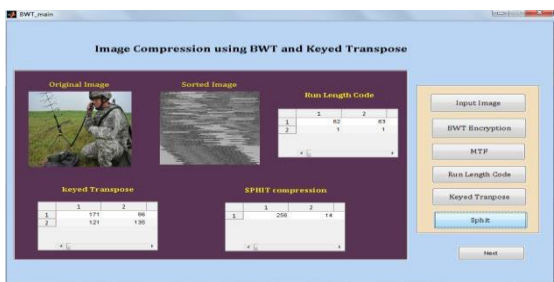 BWT_main
Image Compression using BWT and Keyed Transpose
Original Image
Sorted Image
Run Length Code
1 2
1 62 63
2 1 1
keyed Transpose
1 2
1 171 86
2 121 135
SPHIT compression
1 2
1 256 14
Input Image
BWT Encryption
MTF
Run Length Code
Keyed Tranpose
Sphit
Next